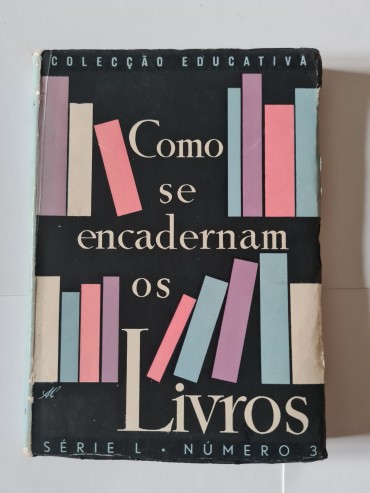 COLECÇÃO EDUCATIVA
Como
se
encadernam
os
Livros
SÉRIE L · NÚMERO 3